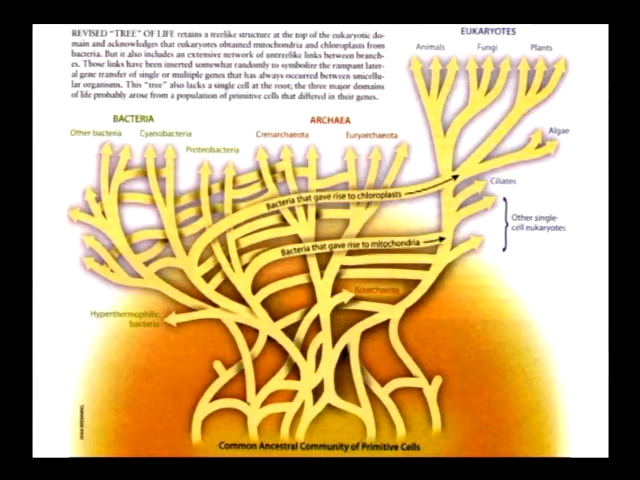 REVISED "TREE" OF LIFE retains a treelike structure at the top of the eukaryotic do-
main and acknowledges that eukaryotes obtained mitochondria and chloroplasts from
bacteria. But it also includes an extensive network of untreelike links between branch-
es. Those links have been inserted somewhat randomly to symbolize the rampant later-
al gene transfer of single or multiple genes that has always occurred between unicellu-
lar organisms. This "tree" also lacks a single cell at the root; the three major domains
of life probably arose from a population of primitive cells that differed in their genes.
EUKARYOTES
Animals Fungi Plants
BACTERIA ARCHAEA
Other bacteria Cyanobacteria Crenarchaeota Euryarchaeota
Algae
Proteobacteria
Ciliates
Bacteria that gave rise to chloroplasts
Other single-
cell eukaryotes
Bacteria that gave rise to mitochondria
Korarchaeota
Hyperthermophilic
bacteria
Common Ancestral Community of Primitive Cells